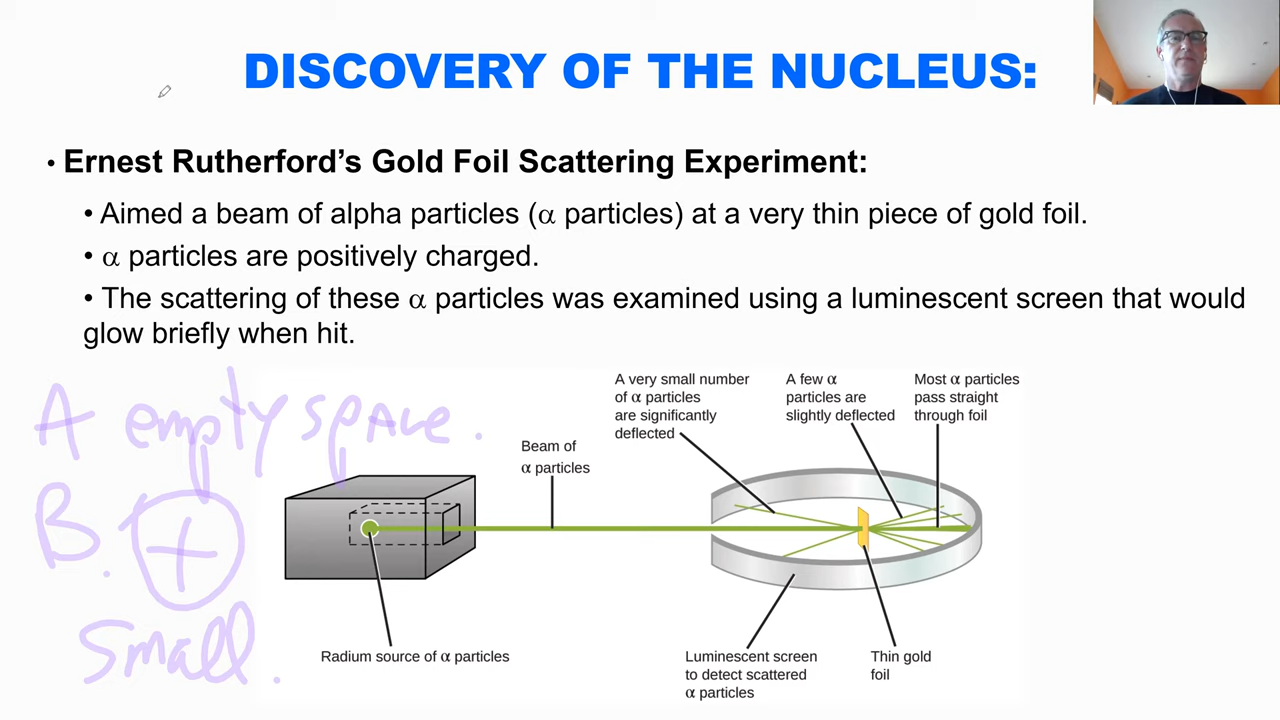 DISCOVERY OF THE NUCLEUS:
• Ernest Rutherford's Gold Foil Scattering Experiment:
• Aimed a beam of alpha particles (α particles) at a very thin piece of gold foil.
• α particles are positively charged.
• The scattering of these α particles was examined using a luminescent screen that would
glow briefly when hit.
A empty space.
B. +
small.
A very small number
of α particles
are significantly
deflected
A few α
particles are
slightly deflected
Most α particles
pass straight
through foil
Beam of
α particles
Radium source of α particles
Luminescent screen
to detect scattered
α particles
Thin gold
foil